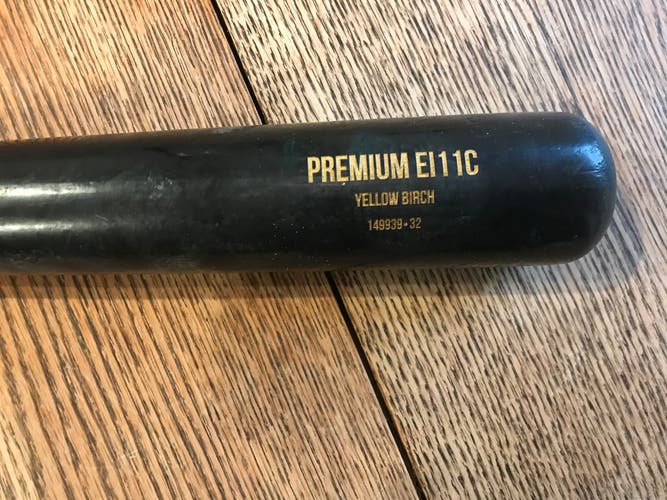 PREMIUM EI11C
YELLOW BIRCH
149939-32